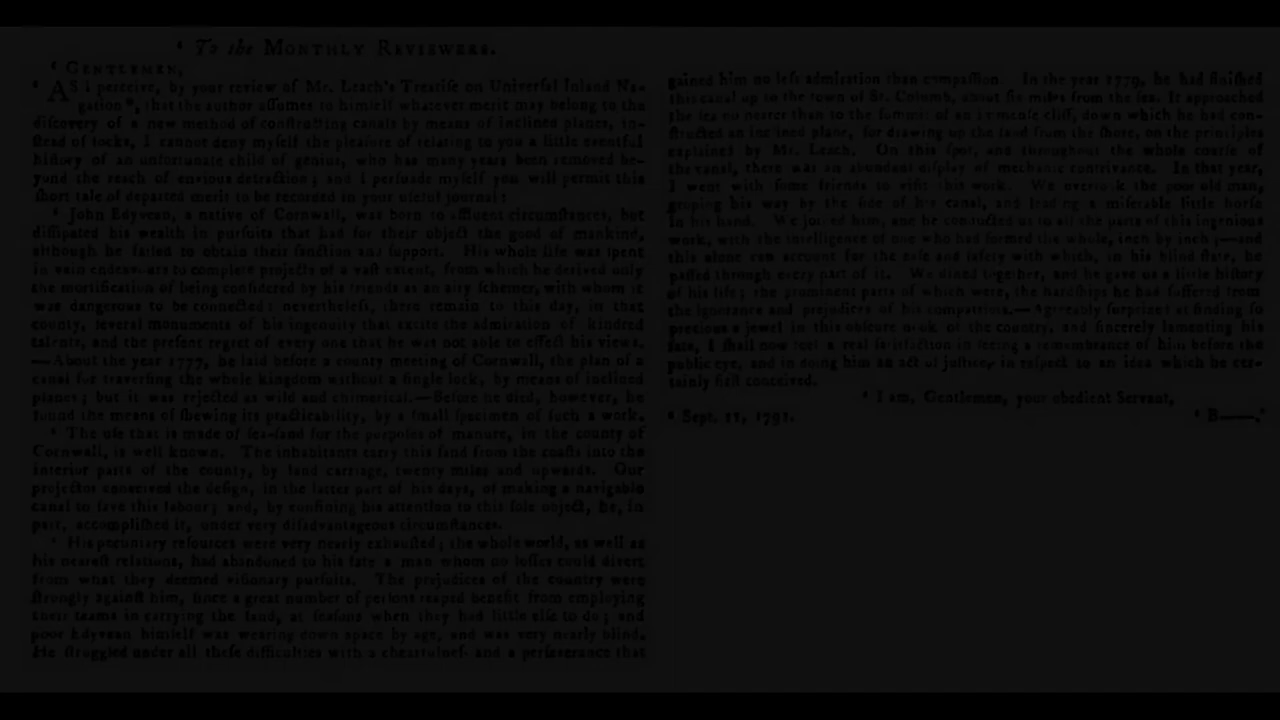 ‘ To the MONTHLY REVIEWERS.
‘ GENTLEMEN,
‘ AS I perceive, by your review of Mr. Leach's Treatiſe on Univerſal Inland Na-
gation *, that the author aſſumes to himſelf whatever merit may belong to the
diſcovery of a new method of conſtructing canals by means of inclined planes, in-
ſtead of locks, I cannot deny myſelf the pleaſure of relating to you a little eventful
hiſtory of an unfortunate child of genius, who has many years been removed be-
yond the reach of envious detraction; and I perſuade myſelf you will permit this
ſhort tale of departed merit to be recorded in your uſeful journal:
‘ John Edyvean, a native of Cornwall, was born to affluent circumſtances, but
diſſipated his wealth in purſuits that had for their object the good of mankind,
although he failed to obtain their ſanction and ſupport. His whole life was ſpent
in vain endeavours to complete projects of a vaſt extent, from which he derived only
the mortification of being conſidered by his friends as an airy ſchemer, with whom it
was dangerous to be connected: nevertheleſs, there remain to this day, in that
county, ſeveral monuments of his ingenuity that excite the admiration of kindred
talents, and the preſent regret of every one that he was not able to effect his views.
—About the year 1777, he laid before a county meeting of Cornwall, the plan of a
canal for traverſing the whole kingdom without a ſingle lock, by means of inclined
planes; but it was rejected as wild and chimerical.—Before he died, however, he
found the means of ſhewing its practicability, by a ſmall ſpecimen of ſuch a work.
‘ The uſe that is made of ſea-ſand for the purpoſes of manure, in the county of
Cornwall, is well known. The inhabitants carry this ſand from the coaſts into the
interior parts of the county, by land carriage, twenty miles and upwards. Our
projector conceived the deſign, in the latter part of his days, of making a navigable
canal to ſave this labour; and, by confining his attention to this ſole object, he, in
part, accompliſhed it, under very diſadvantageous circumſtances.
‘ His pecuniary reſources were very nearly exhauſted; the whole world, as well as
his neareſt relations, had abandoned to his fate a man whom no loſſes could divert
from what they deemed viſionary purſuits. The prejudices of the country were
ſtrongly againſt him, ſince a great number of perſons reaped benefit from employing
their teams in carrying the ſand, at ſeaſons when they had little elſe to do; and
poor Edyvean himſelf was wearing down apace by age, and was very nearly blind.
He ſtruggled under all theſe difficulties with a chearfulneſs and a perſeverance that
gained him no leſs admiration than compaſſion. In the year 1779, he had finiſhed
this canal up to the town of St. Columb, about ſix miles from the ſea. It approached
the ſea no nearer than to the ſummit of an immenſe cliff, down which he had con-
ſtructed an inclined plane, for drawing up the ſand from the ſhore, on the principles
explained by Mr. Leach. On this ſpot, and throughout the whole courſe of
the canal, there was an abundant diſplay of mechanic contrivance. In that year,
I went with ſome friends to viſit this work. We overtook the poor old man,
groping his way by the ſide of his canal, and leading a miſerable little horſe
in his hand. We joined him, and he conducted us to all the parts of this ingenious
work, with the intelligence of one who had formed the whole, inch by inch;—and
this alone can account for the eaſe and ſafety with which, in his blind ſtate, he
paſſed through every part of it. We dined together, and he gave us a little hiſtory
of his life; the prominent parts of which were, the hardſhips he had ſuffered from
the ignorance and prejudices of his compatriots.—Agreeably ſurprized at finding ſo
precious a jewel in this obſcure nook of the country, and ſincerely lamenting his
fate, I ſhall now feel a real ſatisfaction in ſeeing a remembrance of him before the
public eye, and in doing him an act of juſtice, in reſpect to an idea which he cer-
tainly firſt conceived.
‘ I am, Gentlemen, your obedient Servant,
‘ Sept. 12, 1792. ‘ B——.’